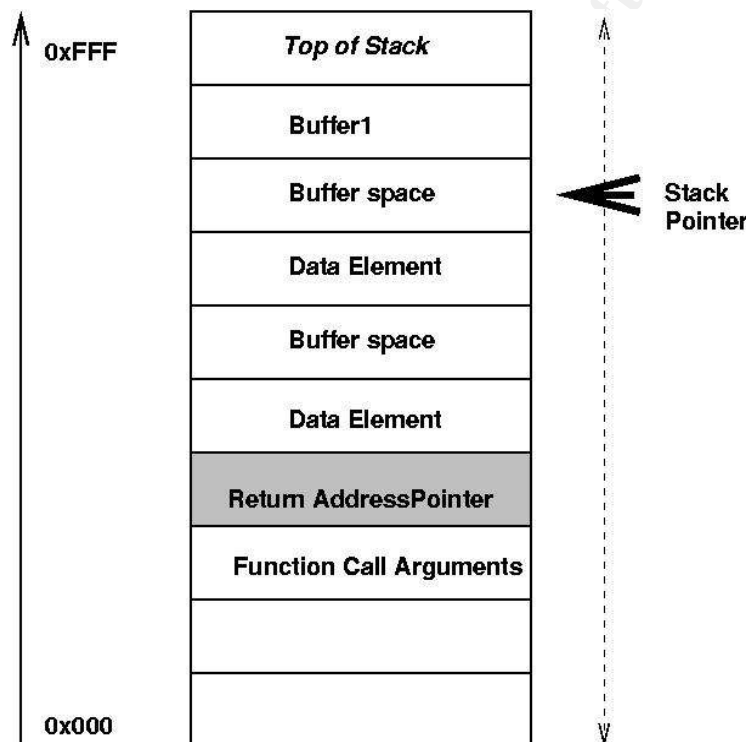 0xFFF
Top of Stack
Buffer1
Buffer space
Stack
Pointer
Data Element
Buffer space
Data Element
Return AddressPointer
Function Call Arguments
0x000